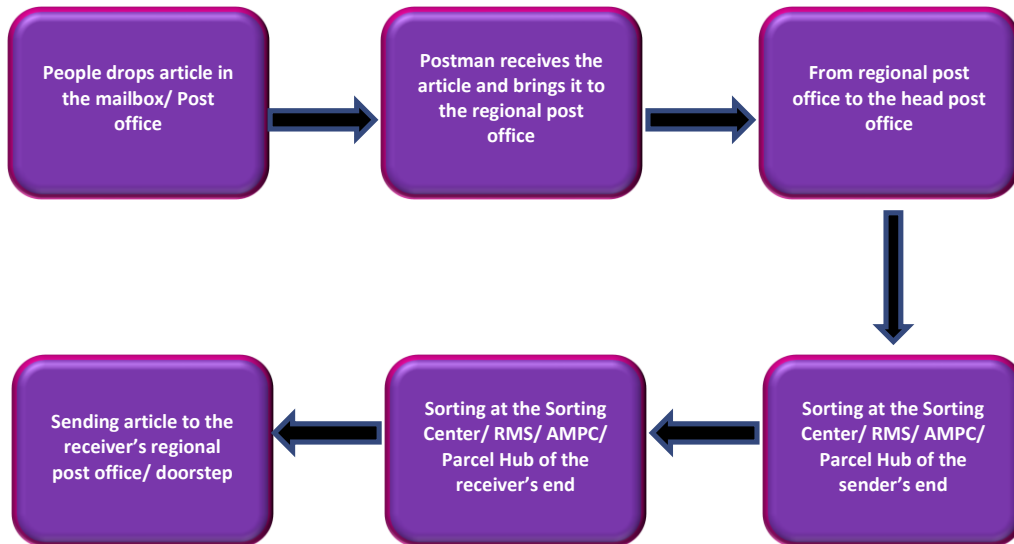 People drops article in
the mailbox/ Post
office
Postman receives the
article and brings it to
the regional post
office
From regional post
office to the head post
office
Sorting at the Sorting
Center/ RMS/ AMPC/
Parcel Hub of the
sender’s end
Sorting at the Sorting
Center/ RMS/ AMPC/
Parcel Hub of the
receiver’s end
Sending article to the
receiver’s regional
post office/ doorstep